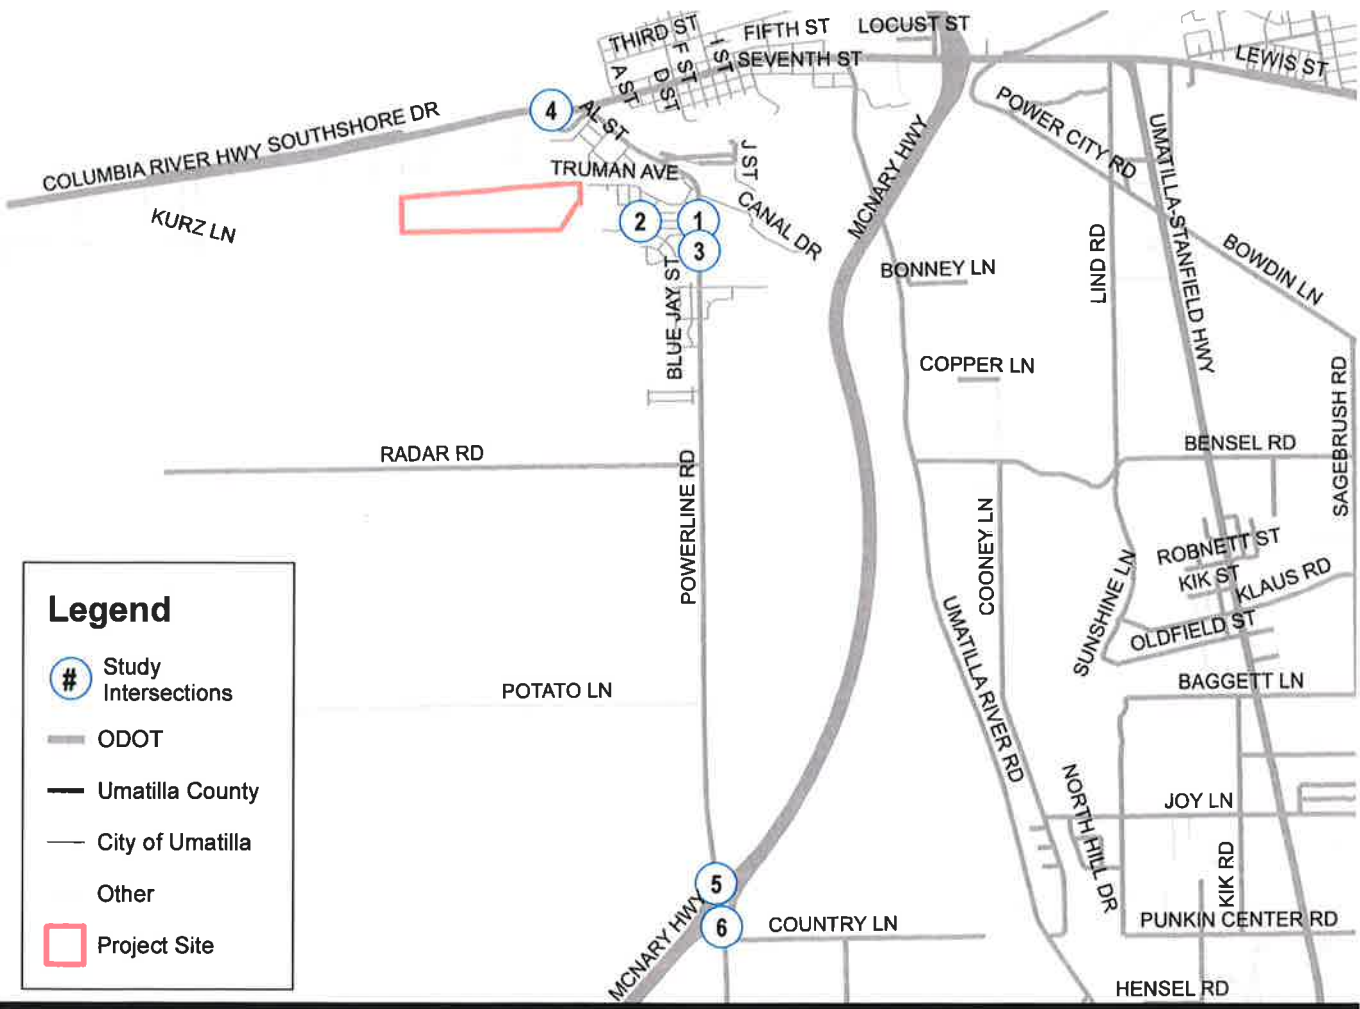 THIRD ST
FIFTH ST
LOCUST ST
F ST
I ST
SEVENTH ST
LEWIS ST
A ST
D ST
4
AL ST
COLUMBIA RIVER HWY
SOUTHSHORE DR
POWER CITY RD
UMATILLA-STANFIELD HWY
MCNARY HWY
J ST
TRUMAN AVE
KURZ LN
2
1
3
CANAL DR
LIND RD
BOWDIN LN
BONNEY LN
BLUE JAY ST
COPPER LN
SAGEBRUSH RD
RADAR RD
BENSEL RD
POWERLINE RD
COONEY LN
ROBNETT ST
KIK ST
KLAUS RD
SUNSHINE LN
OLDFIELD ST
UMATILLA RIVER RD
POTATO LN
BAGGETT LN
NORTH HILL DR
JOY LN
KIK RD
5
6
MCNARY HWY
COUNTRY LN
PUNKIN CENTER RD
HENSEL RD
Legend
#
Study
Intersections
ODOT
Umatilla County
City of Umatilla
Other
Project Site